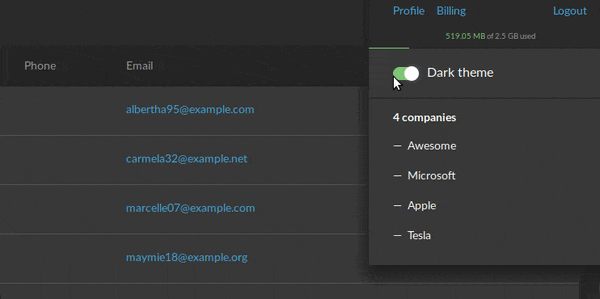 Profile Billing Logout
519.05 MB of 2.5 GB used
Phone Email
Dark theme
albertha95@example.com
4 companies
— Awesome
carmela32@example.net
— Microsoft
marcelle07@example.com
— Apple
— Tesla
maymie18@example.org